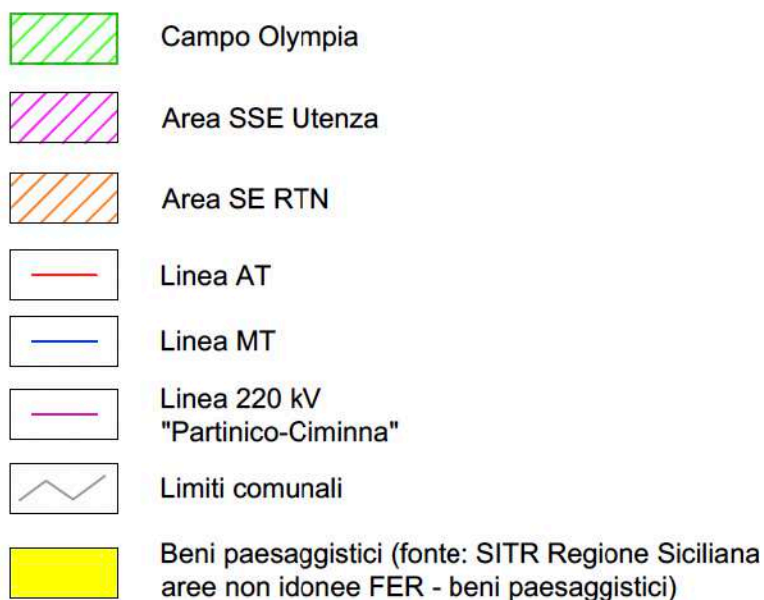 Campo Olympia
Area SSE Utenza
Area SE RTN
Linea AT
Linea MT
Linea 220 kV
"Partinico-Ciminna"
Limiti comunali
Beni paesaggistici (fonte: SITR Regione Siciliana
aree non idonee FER - beni paesaggistici)